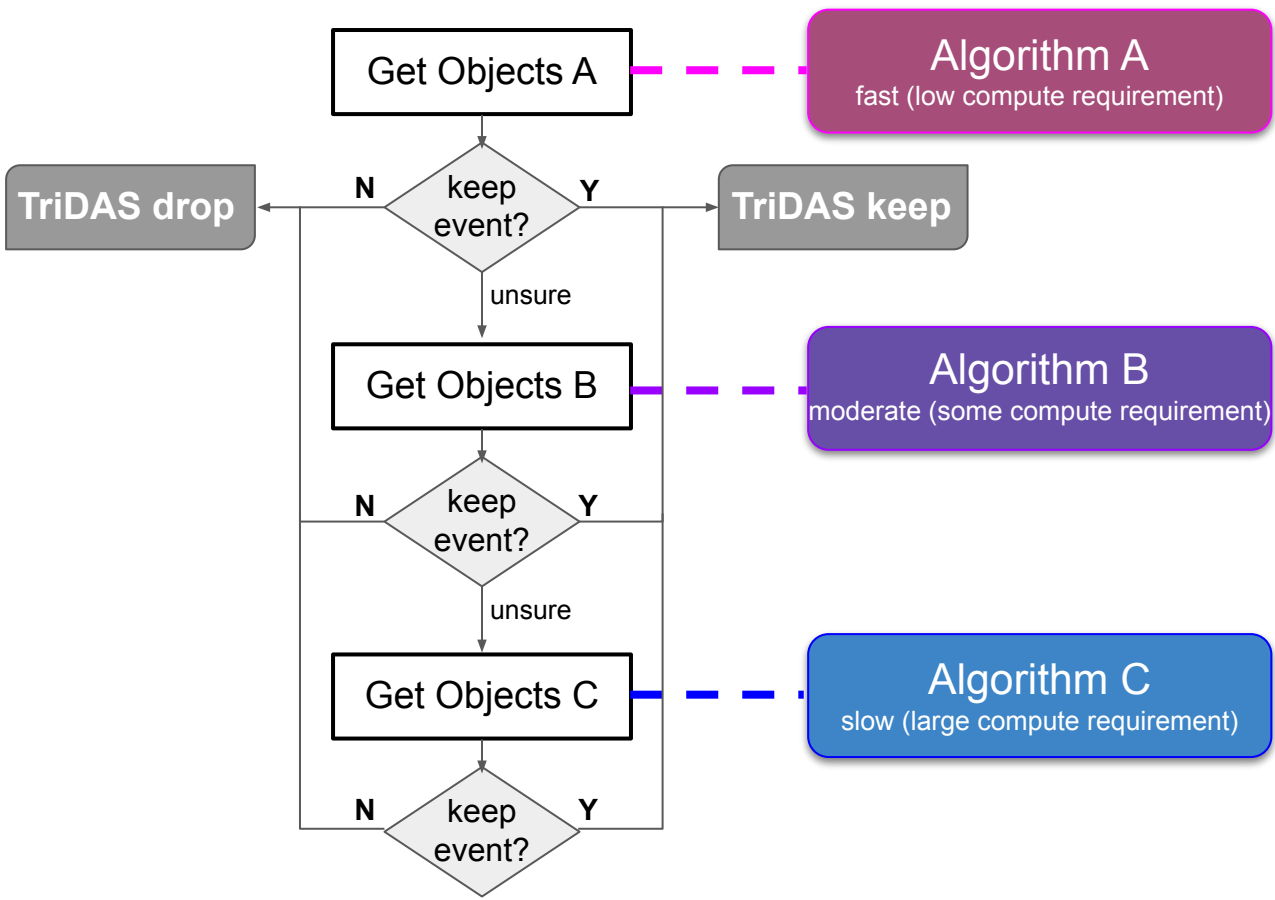 Get Objects A
Algorithm A
fast (low compute requirement)
TriDAS drop
N
keep
event?
Y
TriDAS keep
unsure
Get Objects B
Algorithm B
moderate (some compute requirement)
N
keep
event?
Y
unsure
Get Objects C
Algorithm C
slow (large compute requirement)
N
keep
event?
Y